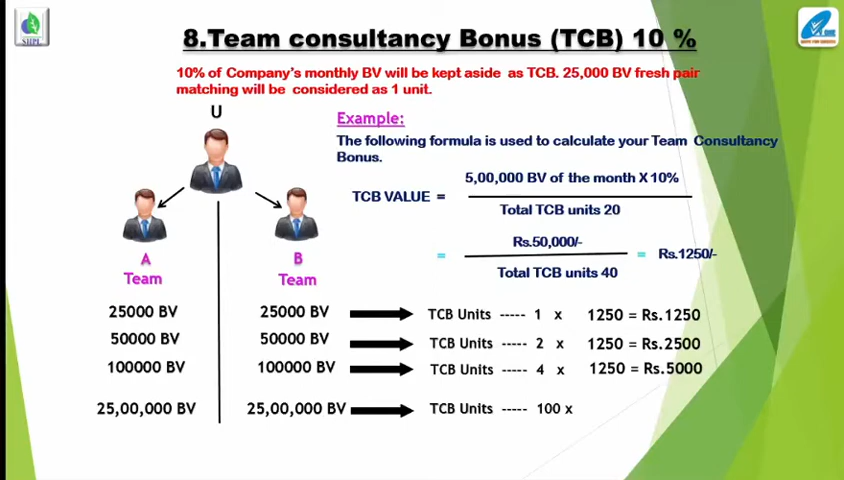 8.Team consultancy Bonus (TCB) 10 %
SHPL
10% of Company's monthly BV will be kept aside as TCB. 25,000 BV fresh pair
matching will be considered as 1 unit.
U
Example:
The following formula is used to calculate your Team Consultancy
Bonus.
TCB VALUE = 5,00,000 BV of the month X 10%
Total TCB units 20
= Rs.50,000/- = Rs.1250/-
Total TCB units 40
A B
Team Team
25000 BV 25000 BV TCB Units ----- 1 x 1250 = Rs.1250
50000 BV 50000 BV TCB Units ----- 2 x 1250 = Rs.2500
100000 BV 100000 BV TCB Units ----- 4 x 1250 = Rs.5000
25,00,000 BV 25,00,000 BV TCB Units ----- 100 x